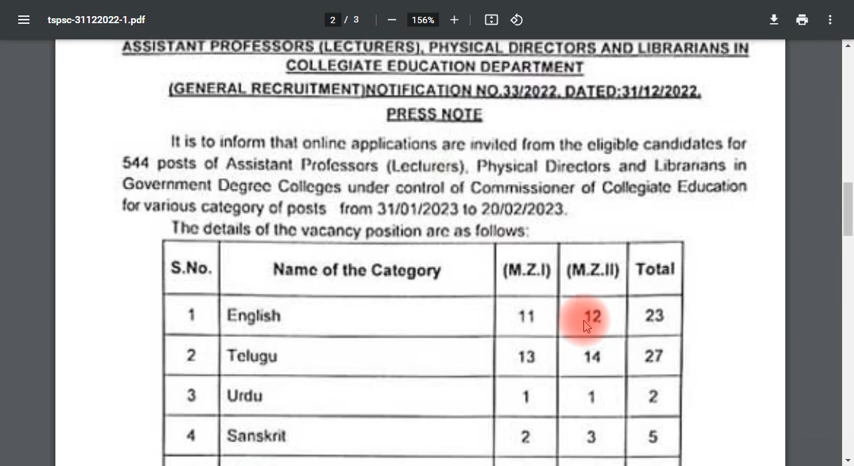 tspsc-31122022-1.pdf
2 / 3
156%
ASSISTANT PROFESSORS (LECTURERS), PHYSICAL DIRECTORS AND LIBRARIANS IN
COLLEGIATE EDUCATION DEPARTMENT
(GENERAL RECRUITMENT)NOTIFICATION NO.33/2022, DATED:31/12/2022.
PRESS NOTE
It is to inform that online applications are invited from the eligible candidates for
544 posts of Assistant Professors (Lecturers), Physical Directors and Librarians in
Government Degree Colleges under control of Commissioner of Collegiate Education
for various category of posts from 31/01/2023 to 20/02/2023.
The details of the vacancy position are as follows:
S.No. Name of the Category (M.Z.I) (M.Z.II) Total
1 English 11 12 23
2 Telugu 13 14 27
3 Urdu 1 1 2
4 Sanskrit 2 3 5